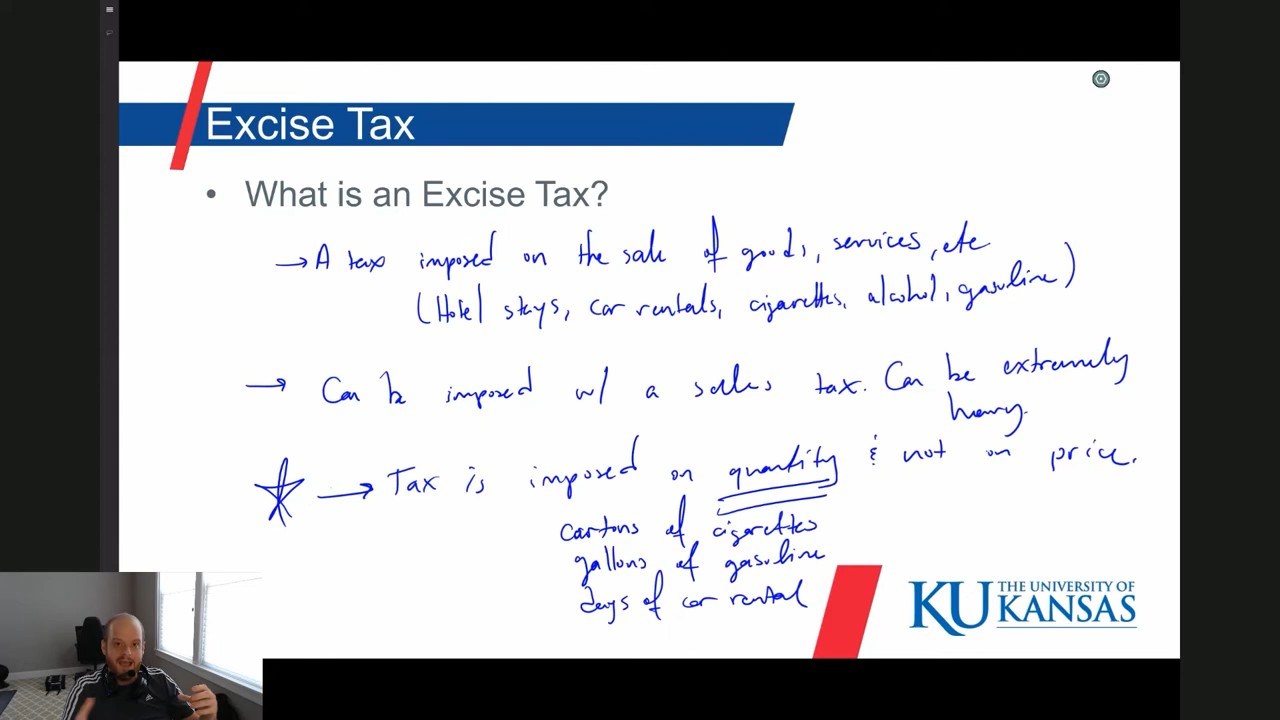 Excise Tax
• What is an Excise Tax?
→ A tax imposed on the sale of goods, services, etc
(Hotel stays, car rentals, cigarettes, alcohol, gasoline)
→ Can be imposed w/ a sales tax. Can be extremely
heavy.
→ Tax is imposed on quantity & not on price.
cartons of cigarettes
gallons of gasoline
days of car rental
KU THE UNIVERSITY OF
KANSAS